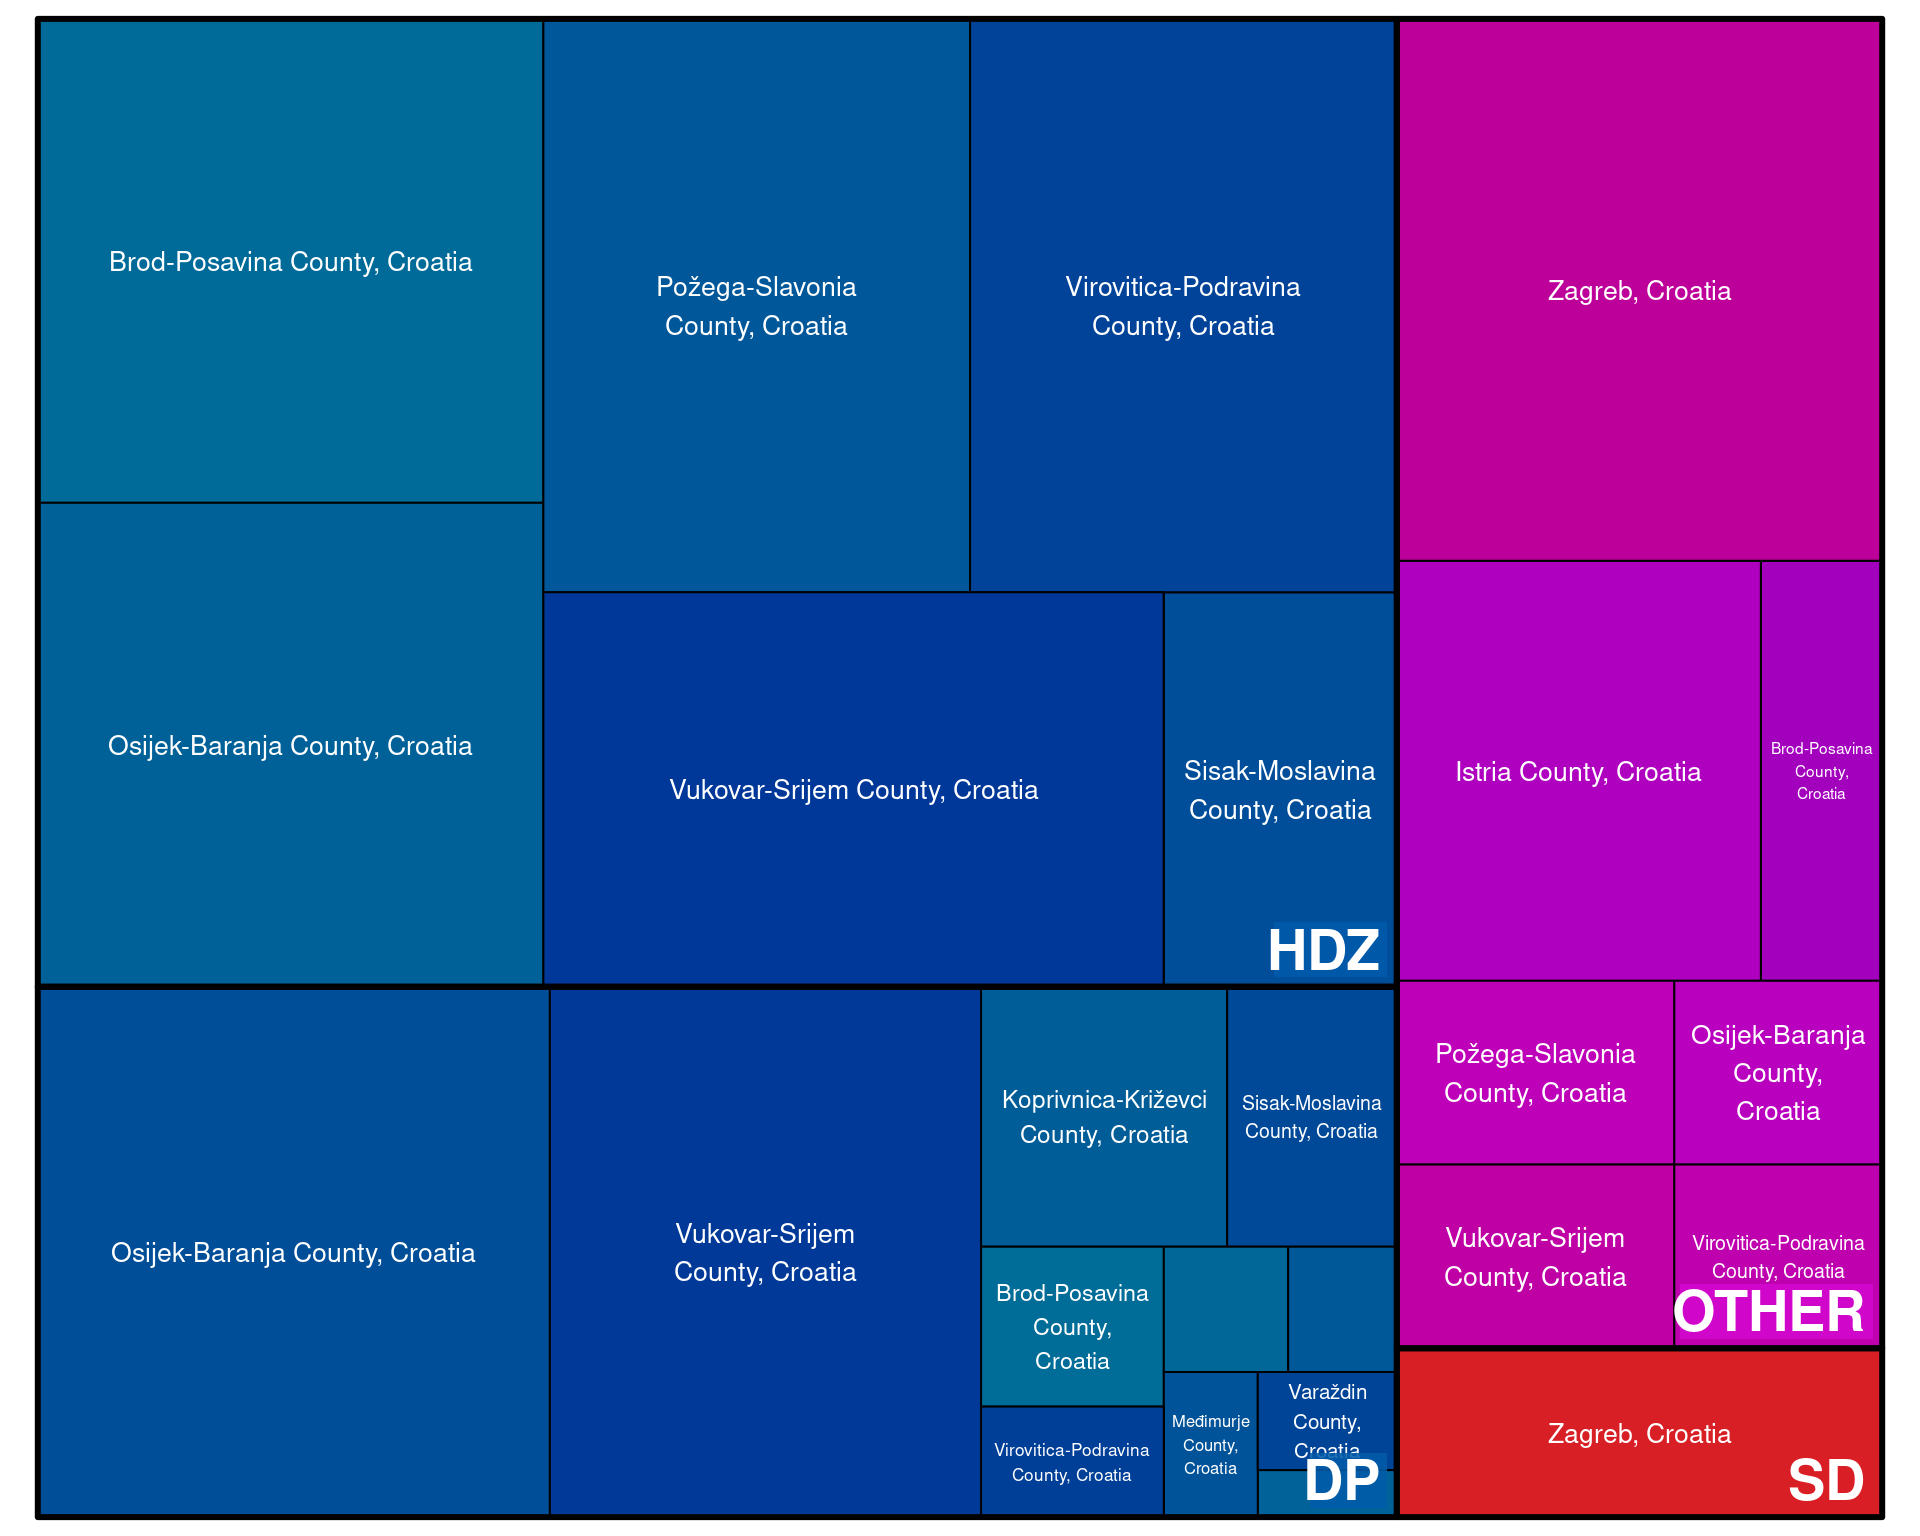 Brod-Posavina County, Croatia
Požega-Slavonia
County, Croatia
Virovitica-Podravina
County, Croatia
Osijek-Baranja County, Croatia
Vukovar-Srijem County, Croatia
Sisak-Moslavina
County, Croatia
HDZ
Osijek-Baranja County, Croatia
Vukovar-Srijem
County, Croatia
Koprivnica-Križevci
County, Croatia
Sisak-Moslavina
County, Croatia
Brod-Posavina
County,
Croatia
Virovitica-Podravina
County, Croatia
Međimurje
County,
Croatia
Varaždin
County,
Croatia
DP
Zagreb, Croatia
Istria County, Croatia
Brod-Posavina
County,
Croatia
Požega-Slavonia
County, Croatia
Osijek-Baranja
County,
Croatia
Vukovar-Srijem
County, Croatia
Virovitica-Podravina
County, Croatia
OTHER
Zagreb, Croatia
SD